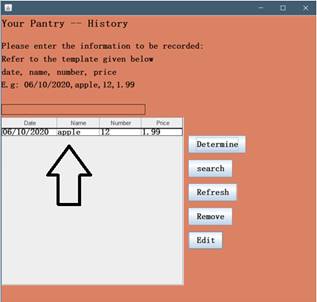 Your Pantry -- History
Please enter the information to be recorded:
Refer to the template given below
date, name, number, price
E.g: 06/10/2020,apple,12,1.99
Date Name Number Price
06/10/2020 apple 12 1.99
Determine
search
Refresh
Remove
Edit